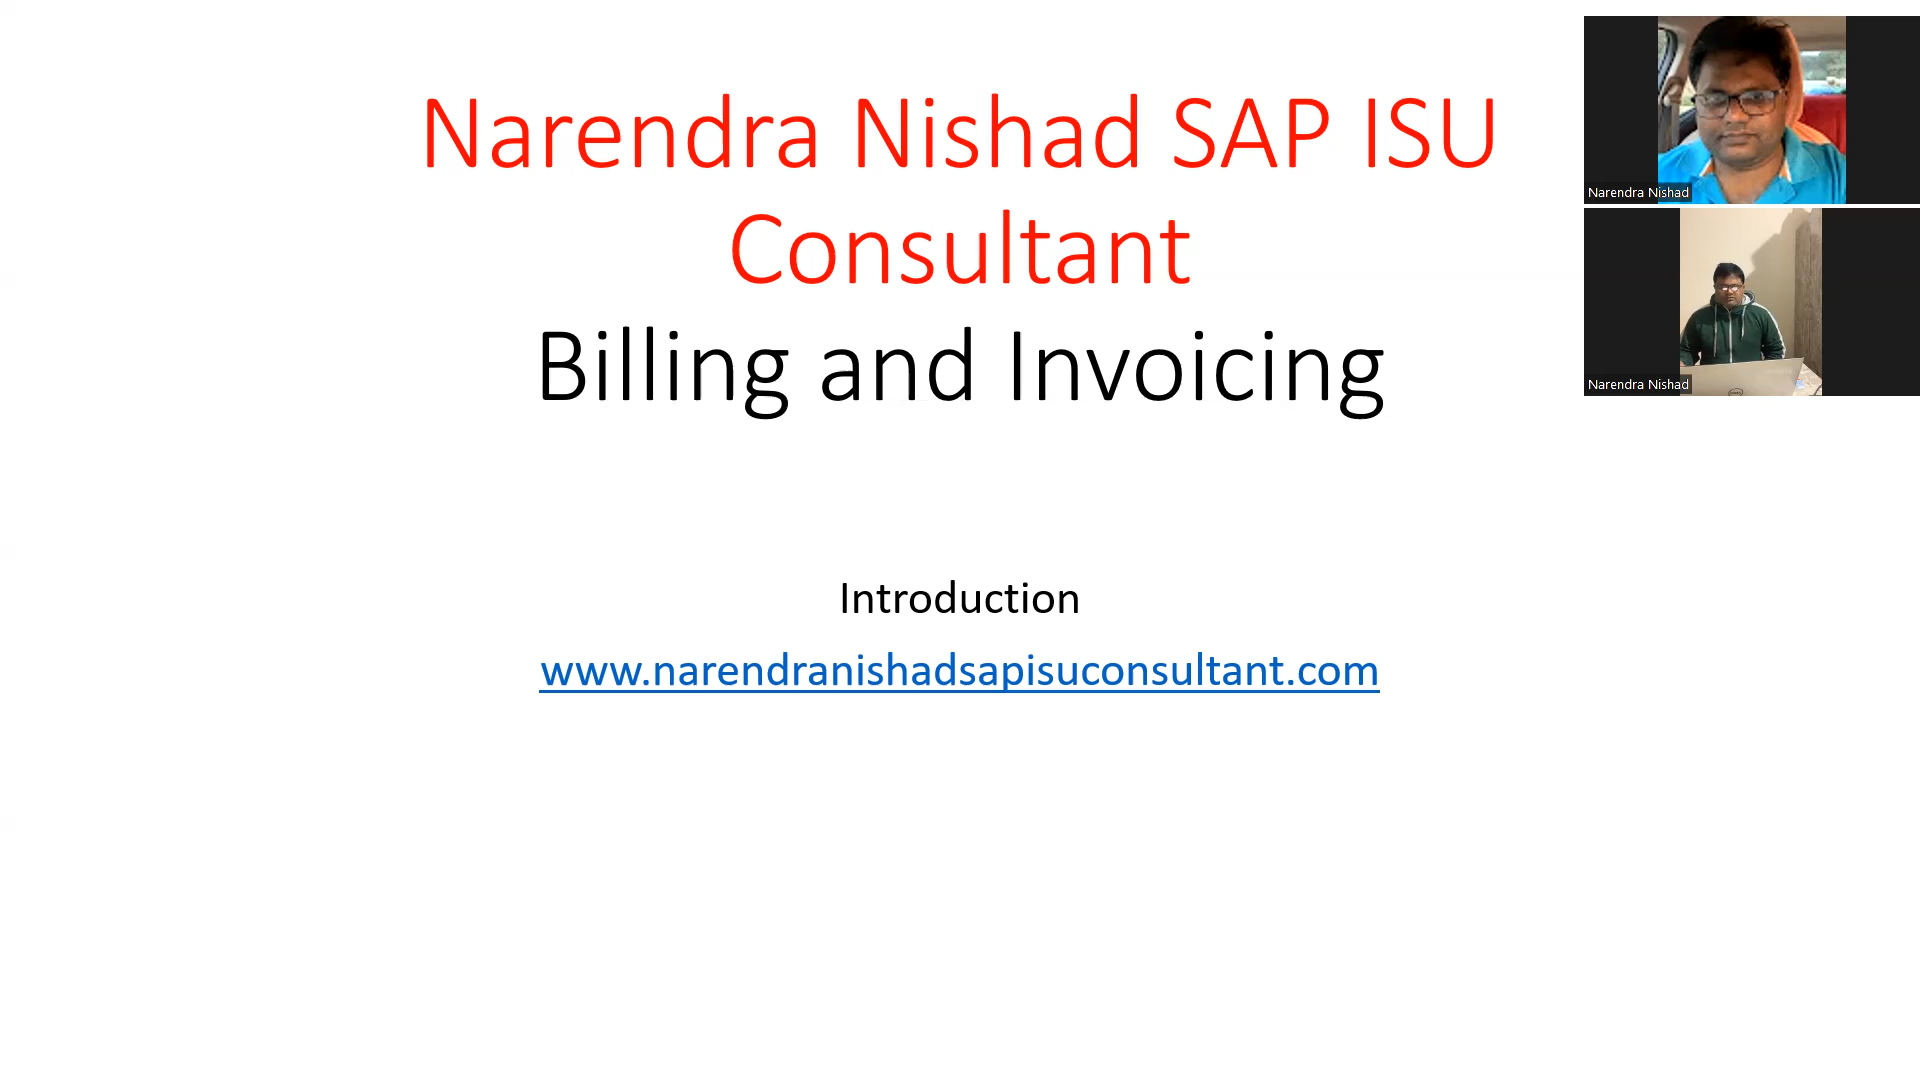 Narendra Nishad SAP ISU
Consultant
Billing and Invoicing
Introduction
www.narendranishadsapisuconsultant.com
Narendra Nishad
Narendra Nishad